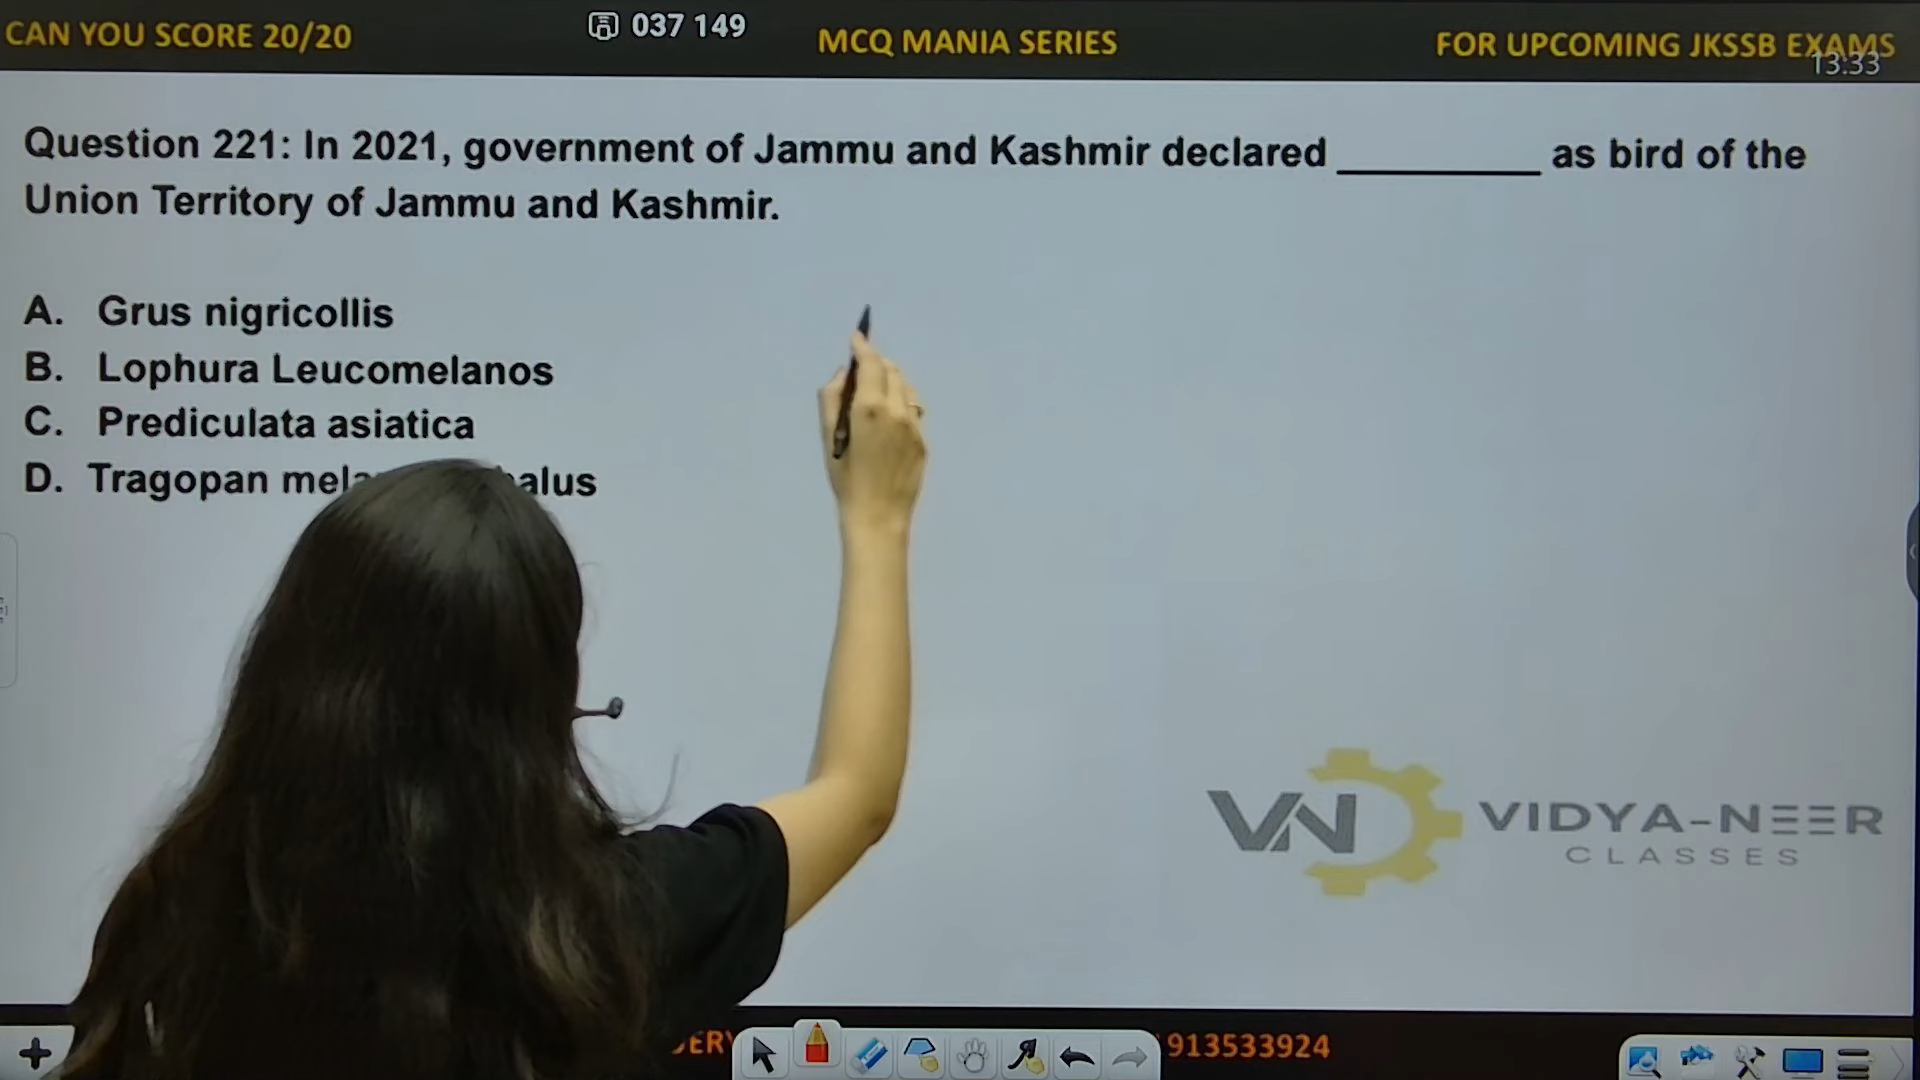 CAN YOU SCORE 20/20
037 149
MCQ MANIA SERIES
FOR UPCOMING JKSSB EXAMS
13:33
Question 221: In 2021, government of Jammu and Kashmir declared __________ as bird of the
Union Territory of Jammu and Kashmir.
A. Grus nigricollis
B. Lophura Leucomelanos
C. Prediculata asiatica
D. Tragopan
VN VIDYA-NEER
CLASSES
913533924